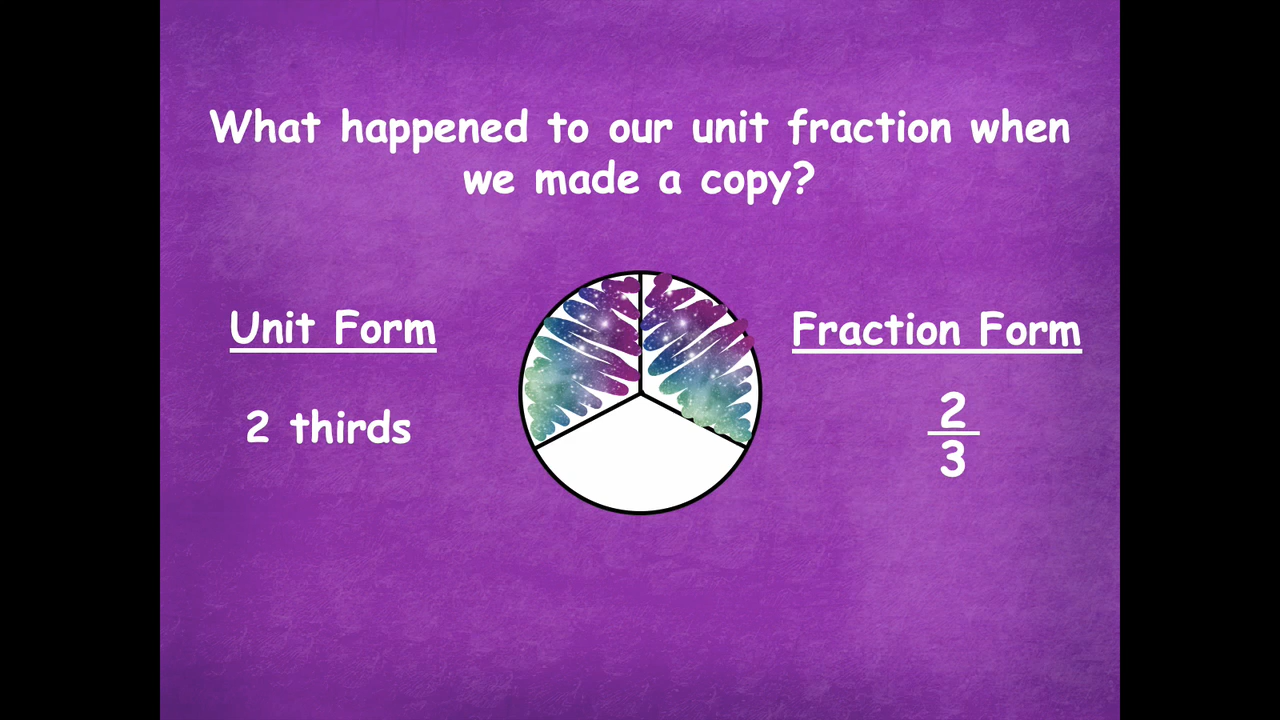 What happened to our unit fraction when
we made a copy?
Unit Form
2 thirds
Fraction Form
2
3